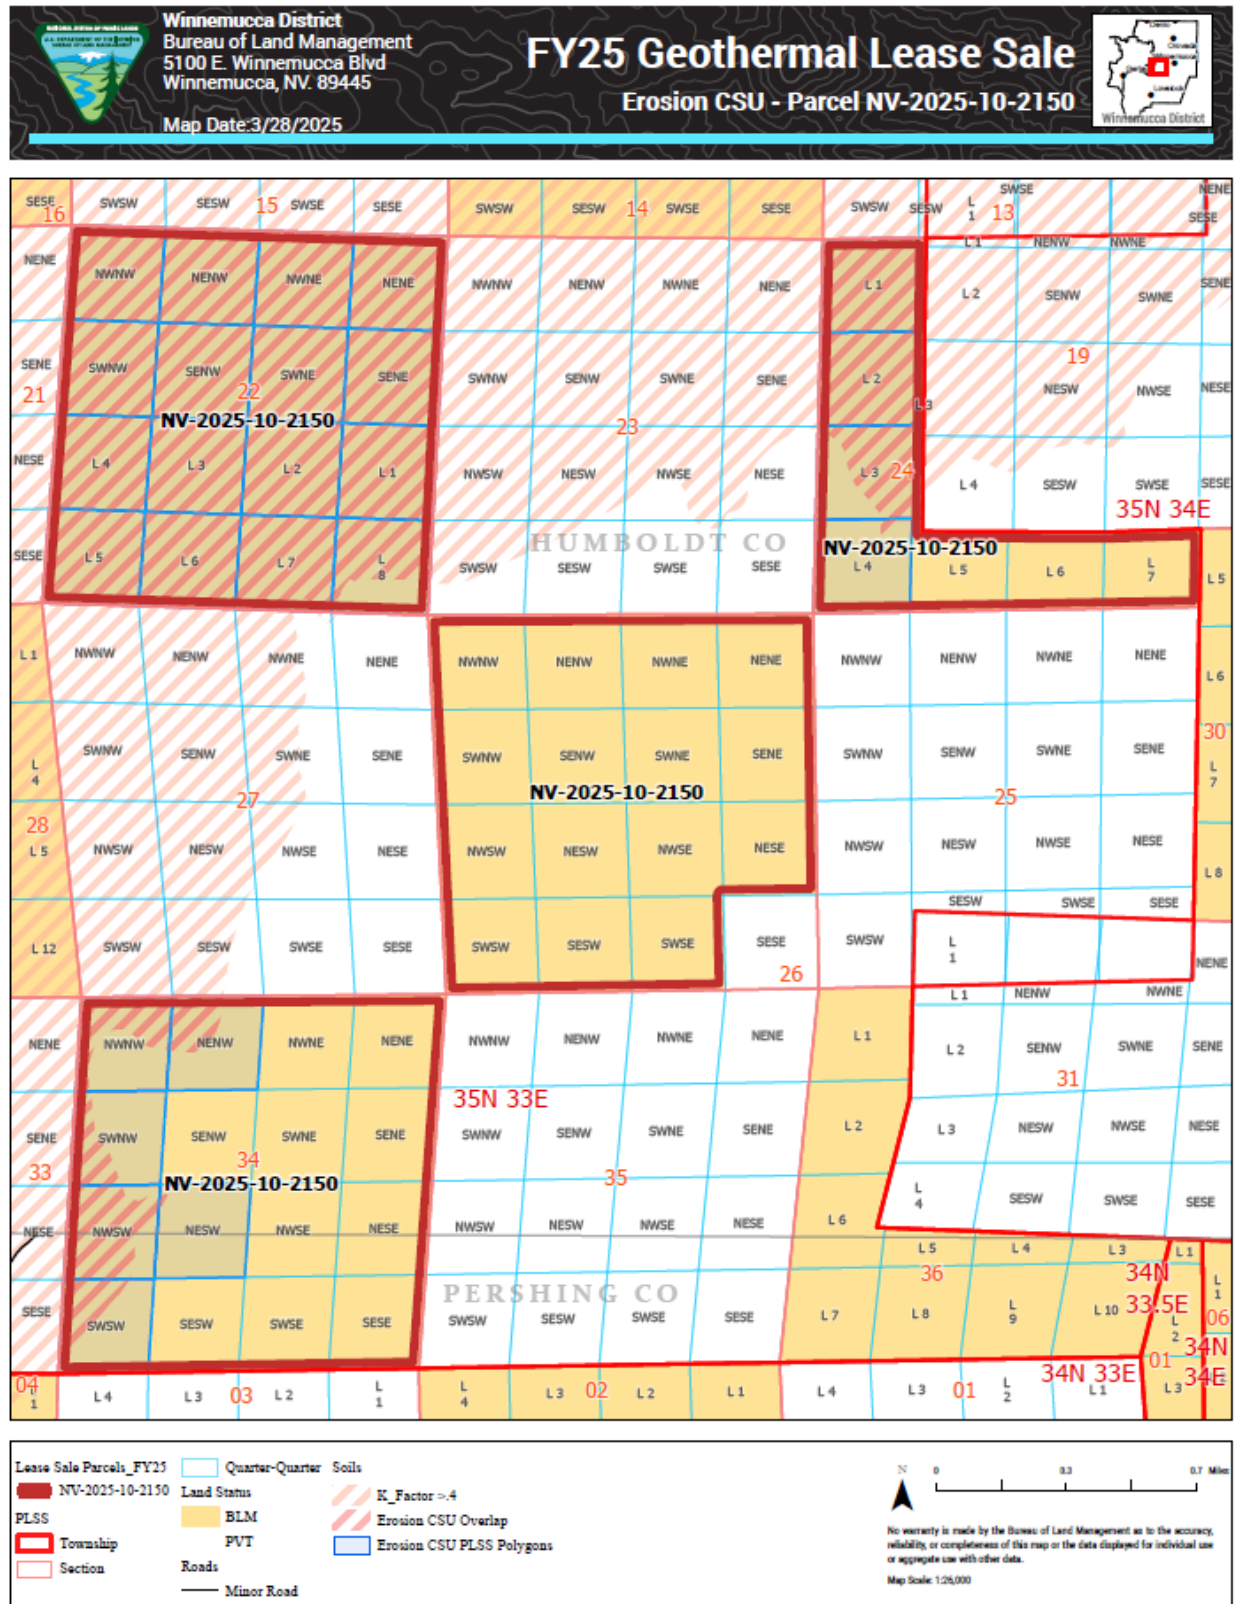 Winnemucca District
Bureau of Land Management
5100 E. Winnemucca Blvd
Winnemucca, NV. 89445
Map Date:3/28/2025
FY25 Geothermal Lease Sale
Erosion CSU - Parcel NV-2025-10-2150
Winnemucca District
SESE 16 SWSW SESW 15 SWSE SESE SWSW SESW 14 SWSE SESE SWSW SESW L 1 SWSE 13 NENE SESE
NENE NWNW NENW NWNE NENE NWNW NENW NWNE NENE L 1 L 1 NENW NWNE
L 2 SENW SWNE SENE
SENE SWNW SENW SWNE SENE SWNW SENW SWNE SENE L 2 19
21 22 NESW NWSE NESE
NV-2025-10-2150 23 L 3
NESE L 4 L 3 L 2 L 1 NWSW NESW NWSE NESE L 3 24 L 4 SESW SWSE SESE
35N 34E
HUMBOLDT CO NV-2025-10-2150
SESE L 5 L 6 L 7 L 8 SWSW SESW SWSE SESE L 4 L 5 L 6 L 7 L 5
L 1 NWNW NENW NWNE NENE NWNW NENW NWNE NENE NWNW NENW NWNE NENE L 6
30
SWNW SENW SWNE SENE SWNW SENW SWNE SENE SWNW SENW SWNE SENE
L 4 27 NV-2025-10-2150 25 L 7
28
L 5 NWSW NESW NWSE NESE NWSW NESW NWSE NESE NWSW NESW NWSE NESE L 8
SESW SWSE SESE
L 12 SWSW SESW SWSE SESE SWSW SESW SWSE SESE SWSW L 1
26 NENE
L 1 NENW NWNE
NENE NWNW NENW NWNE NENE NWNW NENW NWNE NENE L 1 L 2 SENW SWNE SENE
35N 33E 31
SENE SWNW SENW SWNE SENE SWNW SENW SWNE SENE L 2 L 3 NESW NWSE NESE
33 34 35
NV-2025-10-2150
L 4 SESW SWSE SESE
NESE NWSW NESW NWSE NESE NWSW NESW NWSE NESE L 6
L 5 L 4 L 3 L 1
36 34N L 1
PERSHING CO
SESE SWSW SESW SWSE SESE SWSW SESW SWSE SESE L 7 L 8 L 9 L 10 33.5E L 2 06
34N
04 L 1 L 4 L 3 03 L 2 L 1 L 4 L 3 02 L 2 L 1 L 4 L 3 01 L 2 34N 33E L 1 01 L 3 34E
Lease Sale Parcels_FY25
NV-2025-10-2150
PLSS
Township
Section
Quarter-Quarter
Land Status
BLM
PVT
Roads
Minor Road
Soils
K_Factor >.4
Erosion CSU Overlap
Erosion CSU PLSS Polygons
N
0 0.3 0.7 Miles
No warranty is made by the Bureau of Land Management as to the accuracy,
reliability, or completeness of this map or the data displayed for individual use
or aggregate use with other data.
Map Scale: 1:26,000